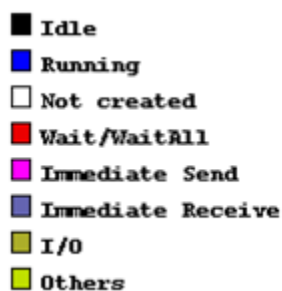 Idle
Running
Not created
Wait/WaitAll
Immediate Send
Immediate Receive
I/O
Others